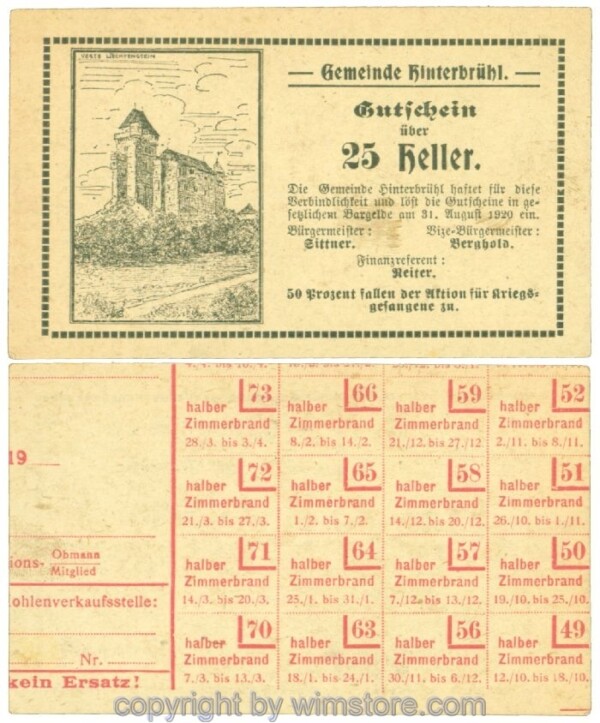 VESTE LIECHTENSTEIN
Gemeinde Hinterbrühl.
Gutschein
über
25 Heller.
Die Gemeinde Hinterbrühl haftet für diese
Verbindlichkeit und löst die Gutscheine in ge-
setzlichem Bargelde am 31. August 1920 ein.
Bürgermeister: Vize-Bürgermeister:
Sittner. Berghold.
Finanzreferent:
Reiter.
50 Prozent fallen der Aktion für Kriegs-
gefangene zu.
73 66 59 52
halber halber halber halber
Zimmerbrand Zimmerbrand Zimmerbrand Zimmerbrand
28./3. bis 3./4. 8./2. bis 14./2. 21./12. bis 27./12 2./11. bis 8./11.
19
72 65 58 51
halber halber halber halber
Zimmerbrand Zimmerbrand Zimmerbrand Zimmerbrand
21./3. bis 27./3. 1./2. bis 7./2. 14./12. bis 20./12. 26./10. bis 1./11.
Obmann
ions- Mitglied
71 64 57 50
halber halber halber halber
Zimmerbrand Zimmerbrand Zimmerbrand Zimmerbrand
14./3. bis 20./3. 25./1. bis 31./1. 7./12. bis 13./12. 19./10. bis 25./10.
ohlenverkaufsstelle:
70 63 56 49
halber halber halber halber
Nr. Zimmerbrand Zimmerbrand Zimmerbrand Zimmerbrand
7./3. bis 13./3. 18./1. bis 24./1. 30./11. bis 6./12. 12./10. bis 18./10.
kein Ersatz!
copyright by wimstore.com